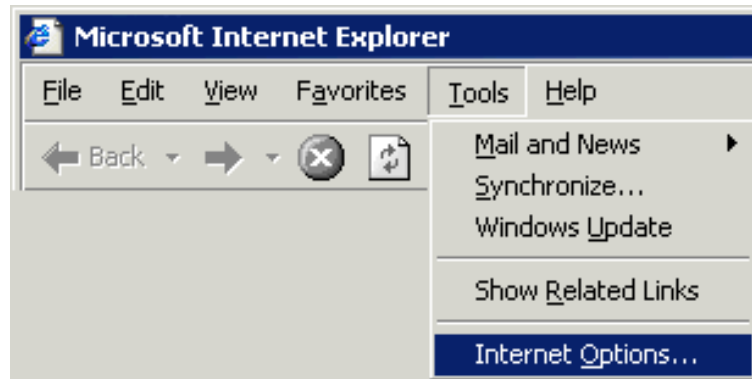 Microsoft Internet Explorer
File Edit View Favorites Tools Help
Back
Mail and News
Synchronize...
Windows Update
Show Related Links
Internet Options...